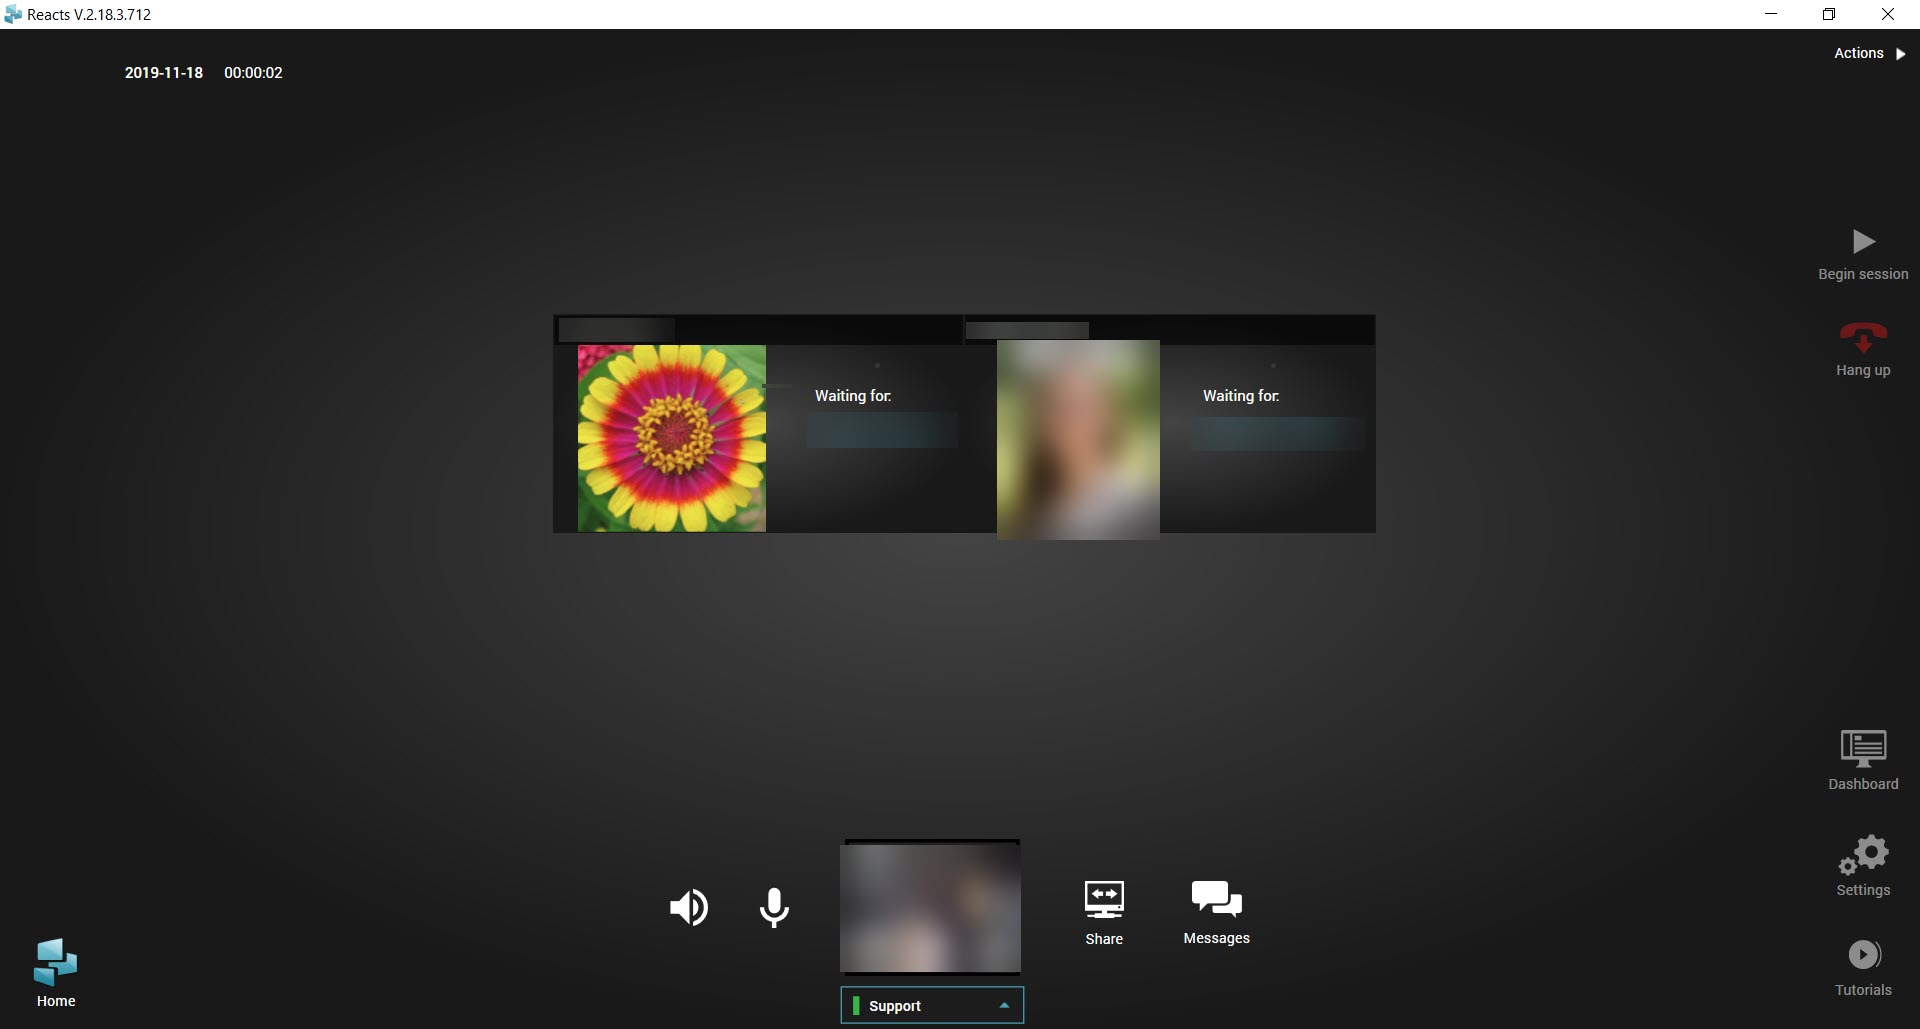 Reacts V.2.18.3.712
2019-11-18 00:00:02
Actions
Begin session
Hang up
Waiting for:
Waiting for:
Dashboard
Settings
Tutorials
Share
Messages
Home
Support